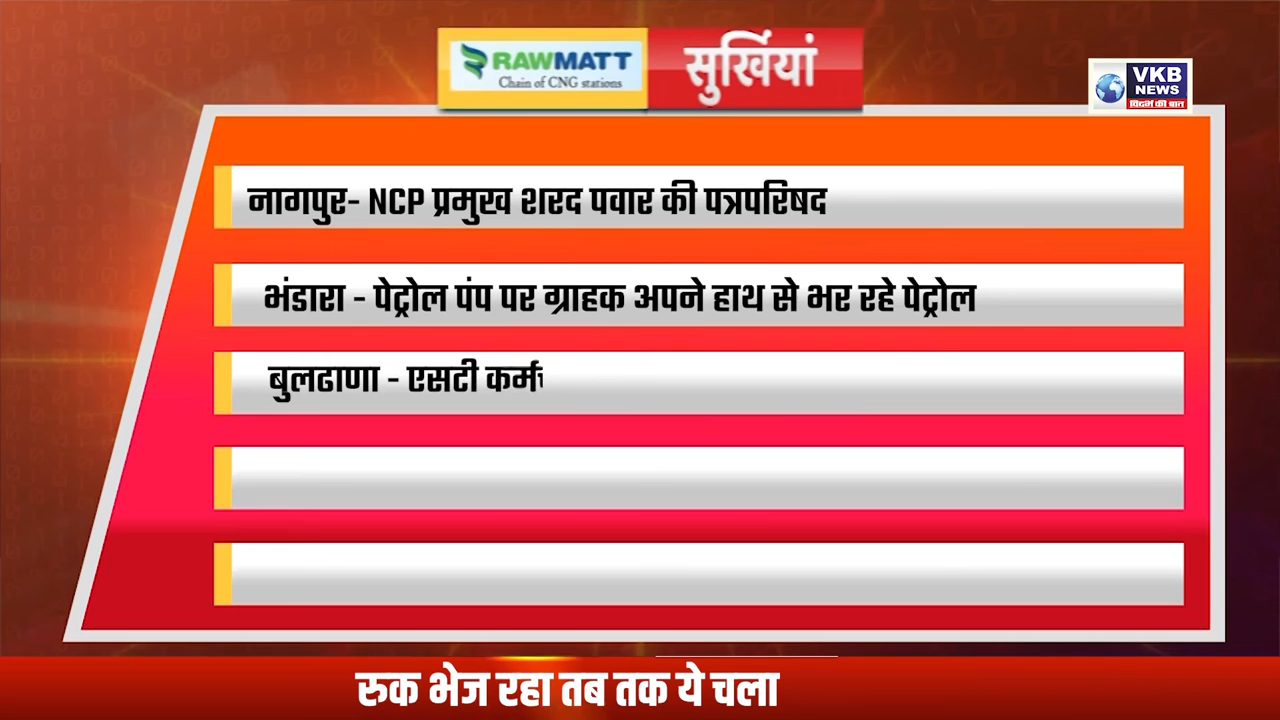 RAWMATT
Chain of CNG stations
सुर्खियां
VKB
NEWS
विदर्भ की बात
नागपुर- NCP प्रमुख शरद पवार की पत्रपरिषद
भंडारा - पेट्रोल पंप पर ग्राहक अपने हाथ से भर रहे पेट्रोल
बुलढाणा - एसटी
रुक भेज रहा तब तक ये चला